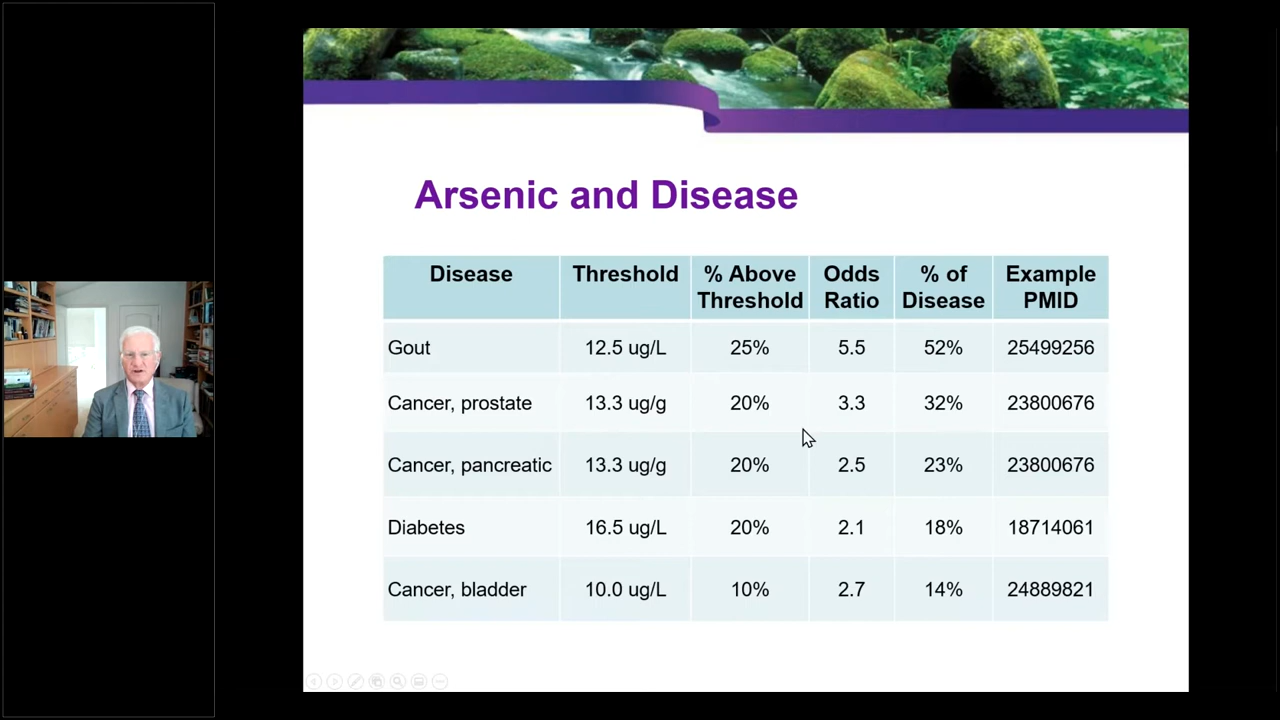 Arsenic and Disease
Disease Threshold % Above Threshold Odds Ratio % of Disease Example PMID
Gout 12.5 ug/L 25% 5.5 52% 25499256
Cancer, prostate 13.3 ug/g 20% 3.3 32% 23800676
Cancer, pancreatic 13.3 ug/g 20% 2.5 23% 23800676
Diabetes 16.5 ug/L 20% 2.1 18% 18714061
Cancer, bladder 10.0 ug/L 10% 2.7 14% 24889821